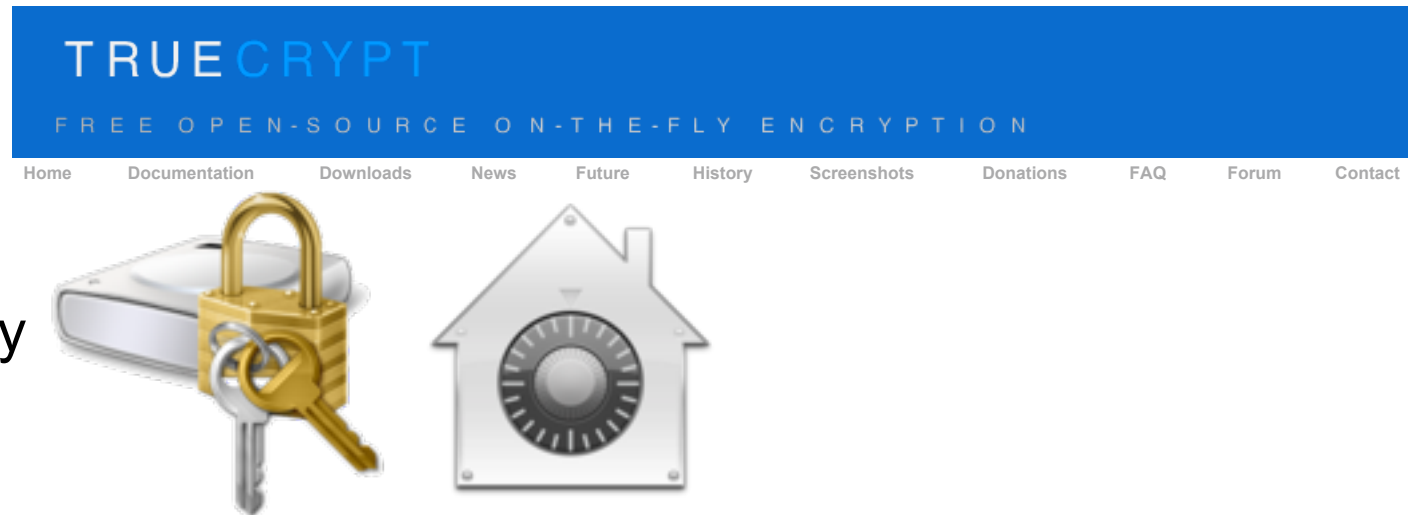 TRUECRYPT
FREE OPEN-SOURCE ON-THE-FLY ENCRYPTION
Home Documentation Downloads News Future History Screenshots Donations FAQ Forum Contact
y